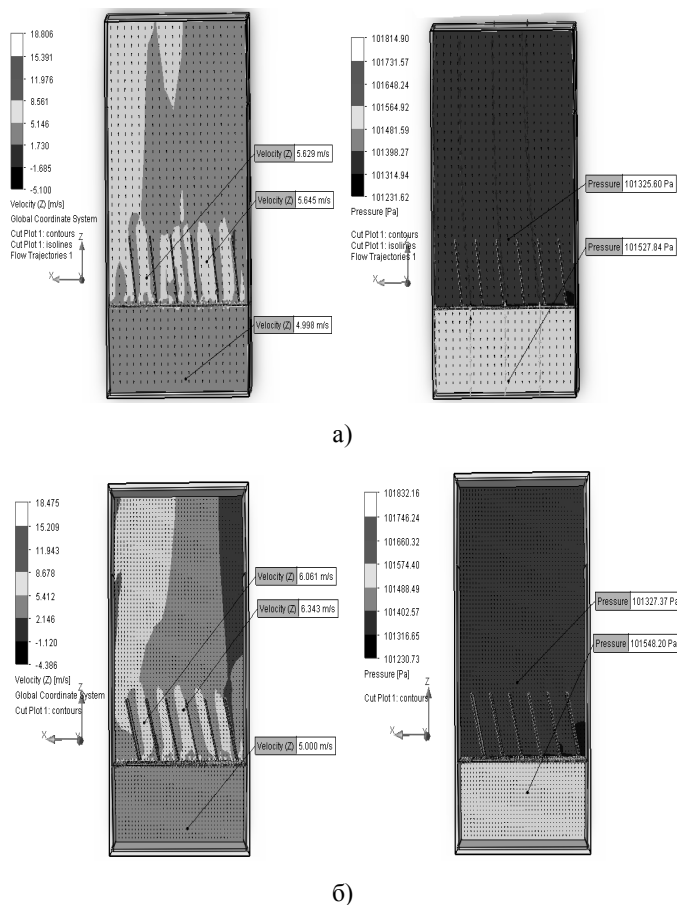 18.806
15.391
11.976
8.561
5.146
1.730
-1.685
-5.100
Velocity (Z) [m/s]
Global Coordinate System
Cut Plot 1: contours
Cut Plot 1: isolines
Flow Trajectories 1
Z
X
Velocity (Z) 5.629 m/s
Velocity (Z) 5.645 m/s
Velocity (Z) 4.998 m/s
101814.90
101731.57
101648.24
101564.92
101481.59
101398.27
101314.94
101231.62
Pressure [Pa]
Cut Plot 1: contours
Cut Plot 1: isolines
Flow Trajectories 1
Z
X
Pressure 101325.60 Pa
Pressure 101527.84 Pa
а)
18.475
15.209
11.943
8.678
5.412
2.146
-1.120
-4.386
Velocity (Z) [m/s]
Global Coordinate System
Cut Plot 1: contours
Z
X
Velocity (Z) 6.061 m/s
Velocity (Z) 6.343 m/s
Velocity (Z) 5.000 m/s
101832.16
101746.24
101660.32
101574.40
101488.49
101402.57
101316.65
101230.73
Pressure [Pa]
Cut Plot 1: contours
Z
X
Pressure 101327.37 Pa
Pressure 101548.20 Pa
б)